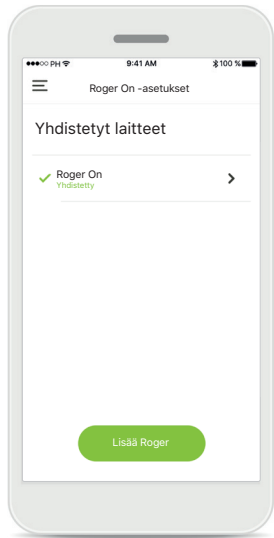 PH 9:41 AM 100 %
Roger On -asetukset
Yhdistetyt laitteet
Roger On
Yhdistetty
Lisää Roger